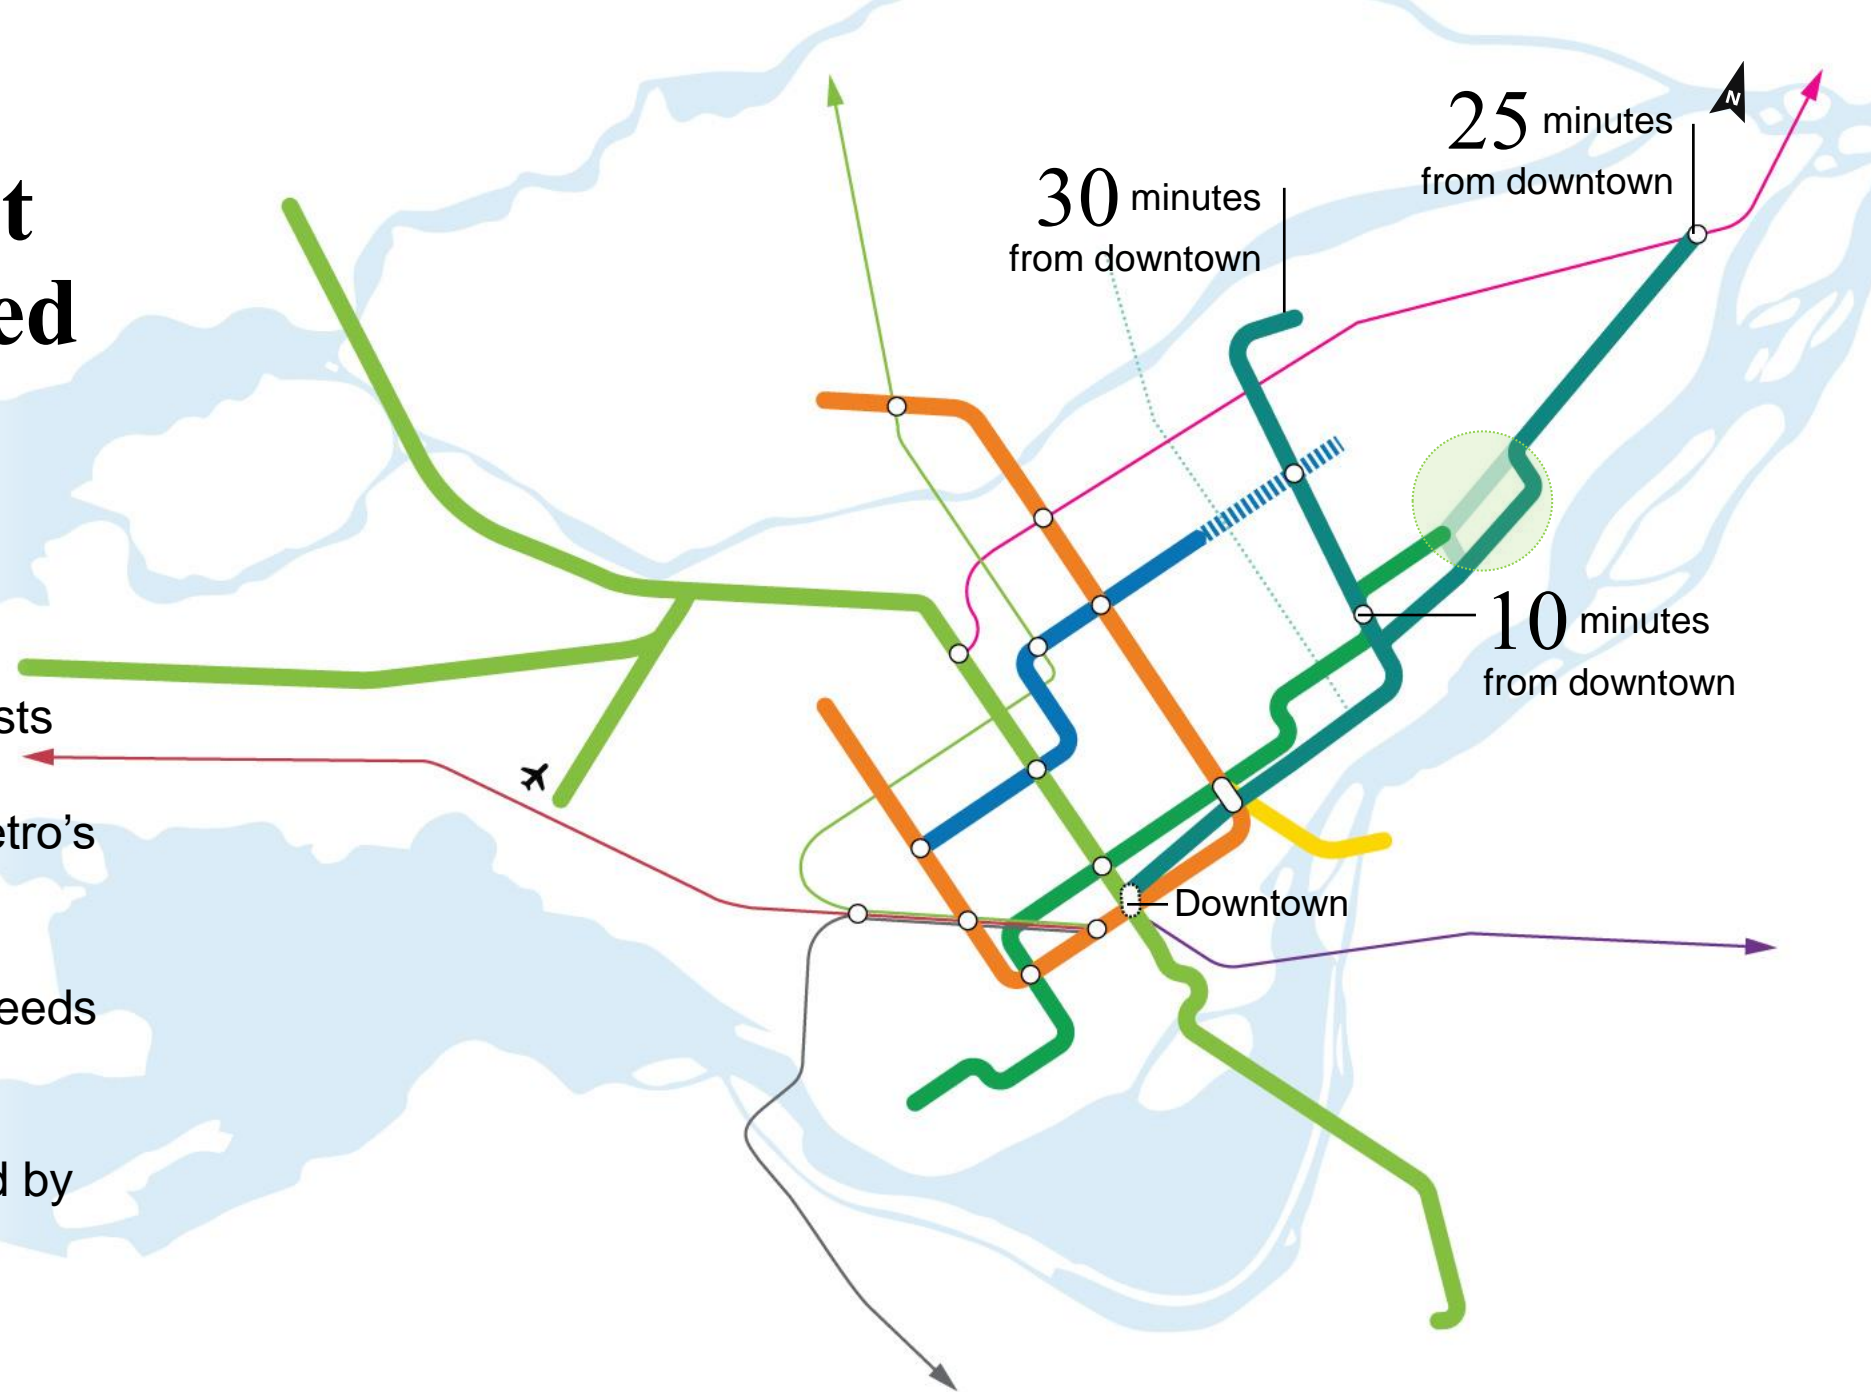 t
ed
sts
etro’s
eeds
d by
25 minutes
from downtown
N
30 minutes
from downtown
10 minutes
from downtown
Downtown